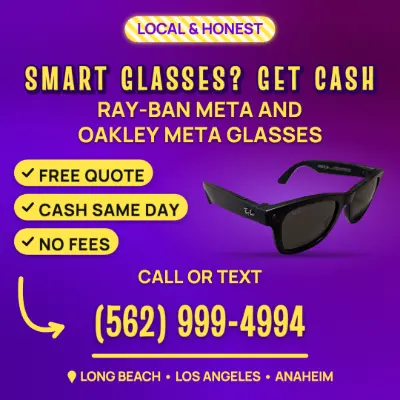 LOCAL & HONEST
SMART GLASSES? GET CASH
RAY-BAN META AND
OAKLEY META GLASSES
FREE QUOTE
CASH SAME DAY
NO FEES
CALL OR TEXT
(562) 999-4994
LONG BEACH • LOS ANGELES • ANAHEIM